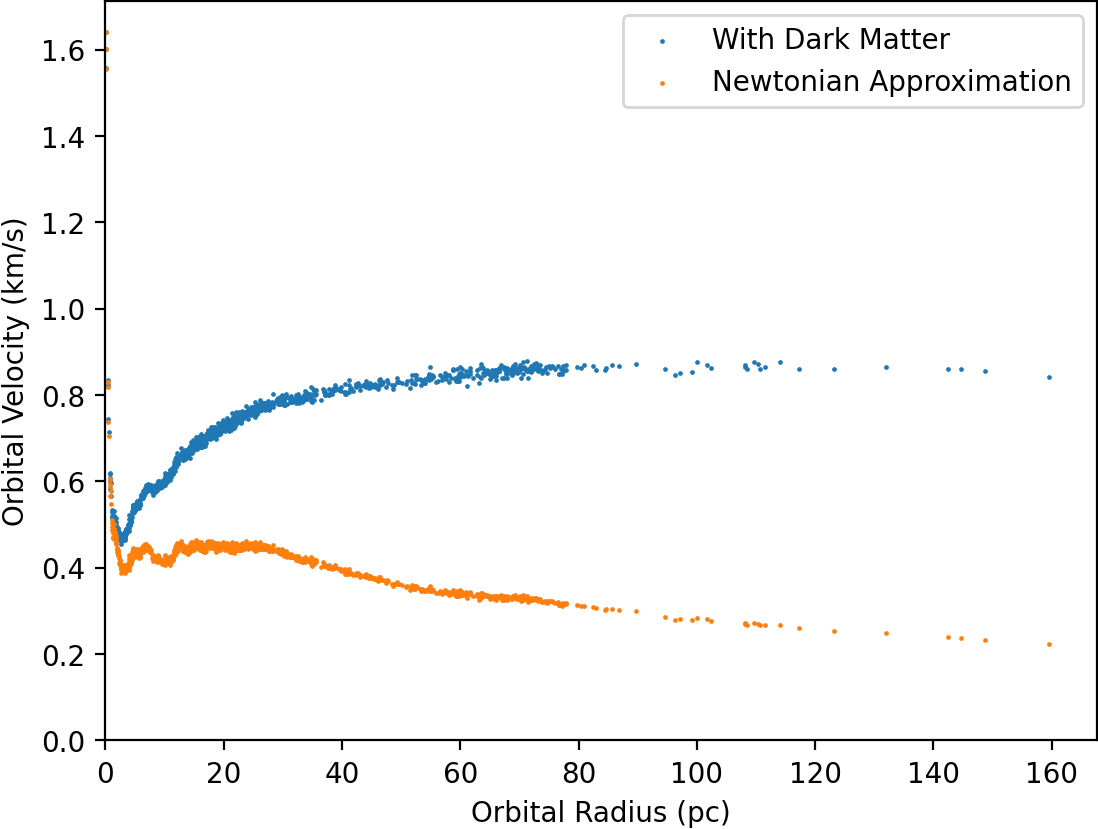 With Dark Matter
Newtonian Approximation
1.6
1.4
1.2
1.0
0.8
0.6
0.4
0.2
0.0
Orbital Velocity (km/s)
0 20 40 60 80 100 120 140 160
Orbital Radius (pc)